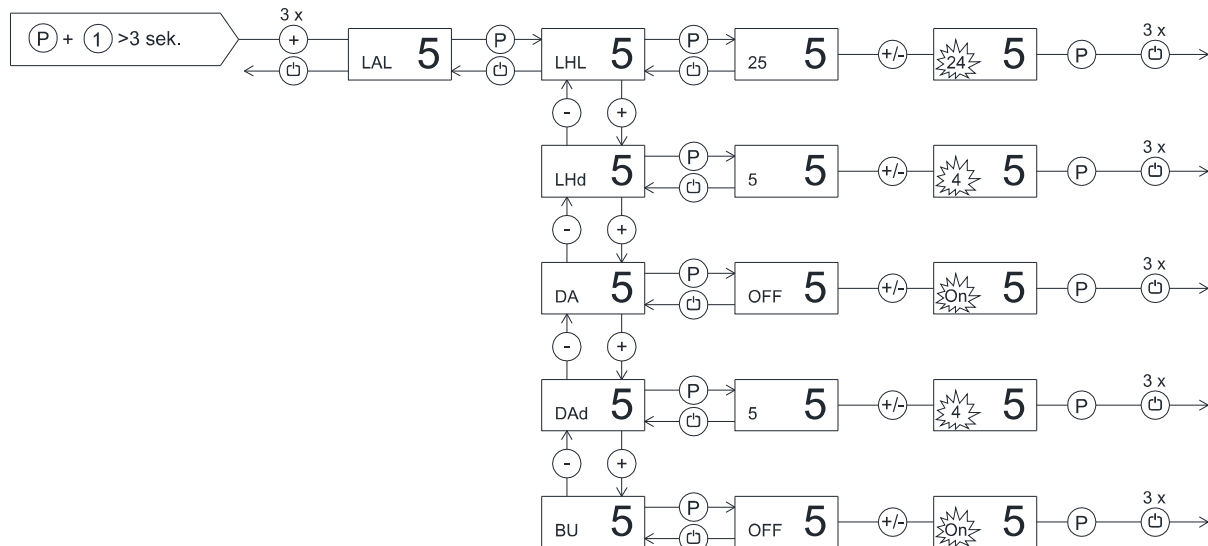 3 x
P + 1 >3 sek. + LAL 5 P LHL 5 P 25 5 +/- 24 5 P 3 x
- +
LHd 5 P 5 5 +/- 4 5 P 3 x
- +
DA 5 P OFF 5 +/- On 5 P 3 x
- +
DAd 5 P 5 5 +/- 4 5 P 3 x
- +
BU 5 P OFF 5 +/- On 5 P 3 x